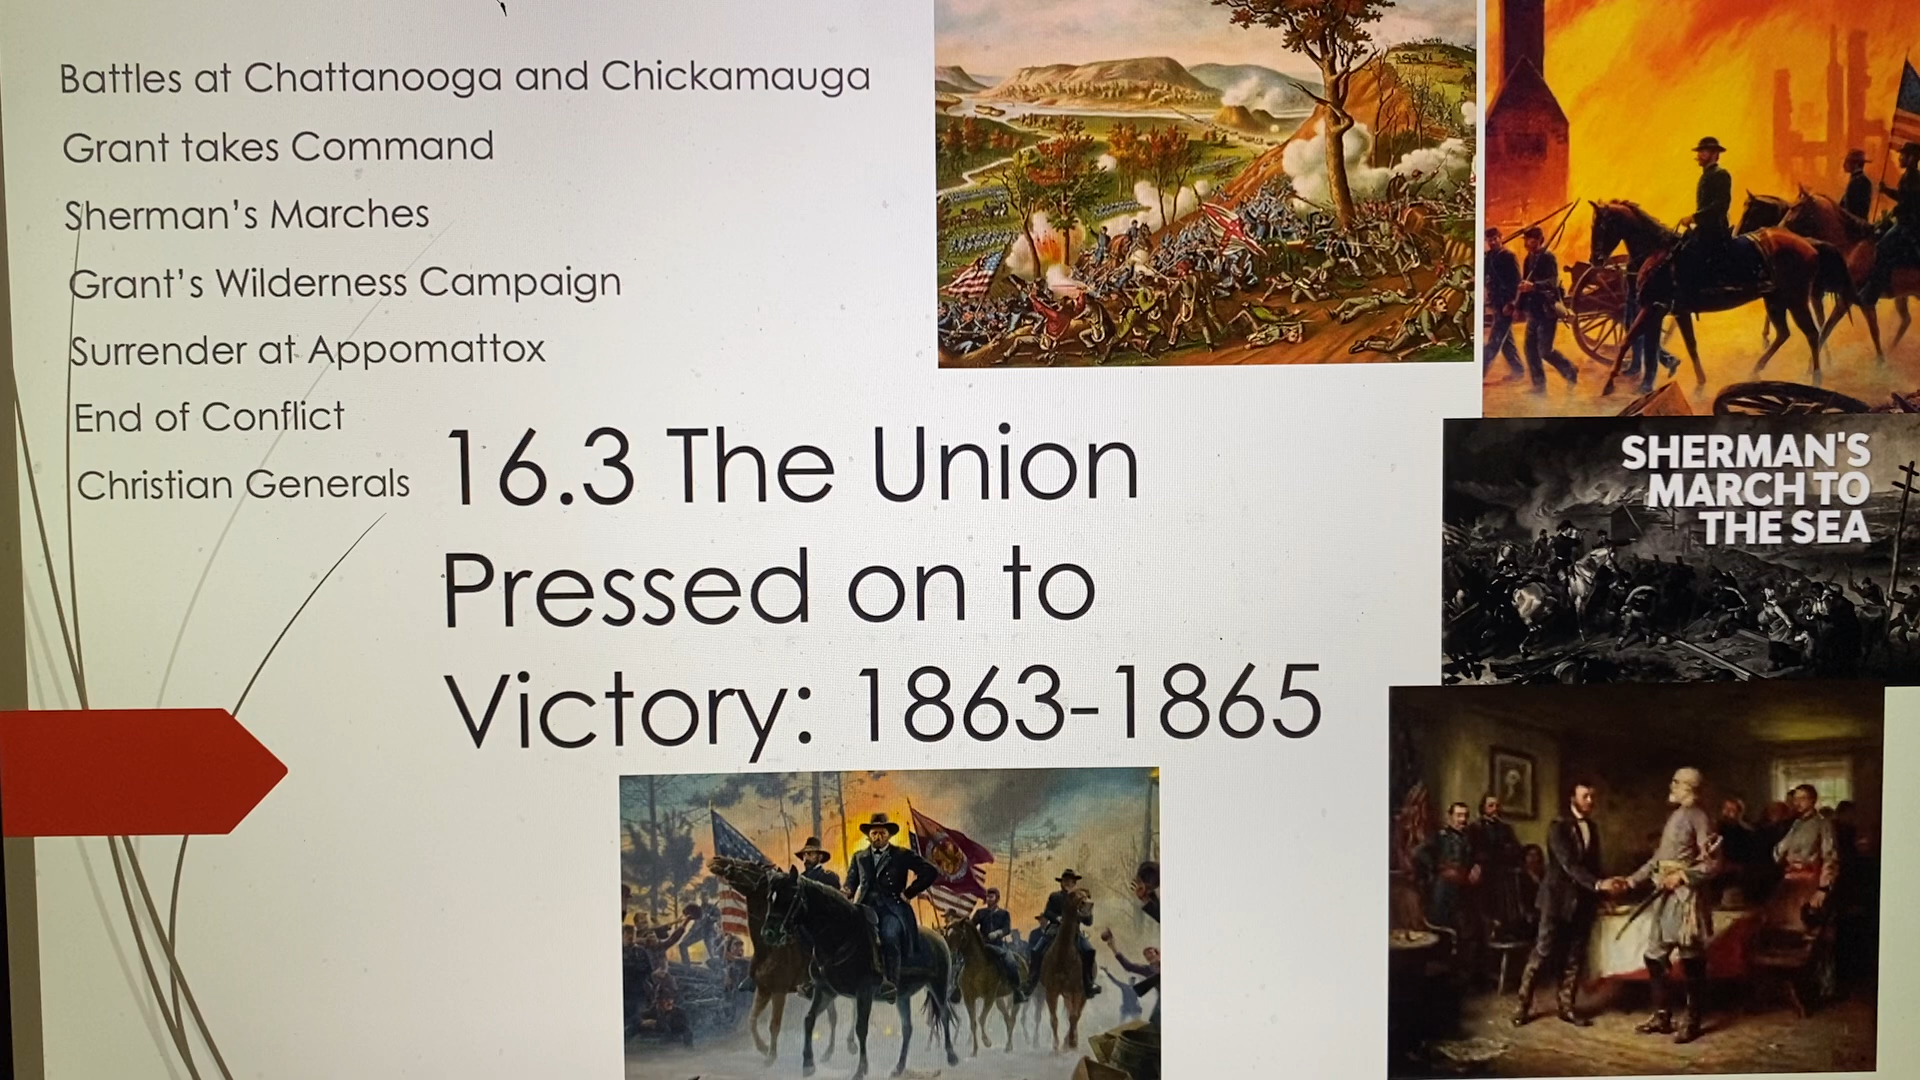 Battles at Chattanooga and Chickamauga
Grant takes Command
Sherman's Marches
Grant's Wilderness Campaign
Surrender at Appomattox
End of Conflict
Christian Generals
16.3 The Union
Pressed on to
Victory: 1863-1865
SHERMAN'S
MARCH TO
THE SEA